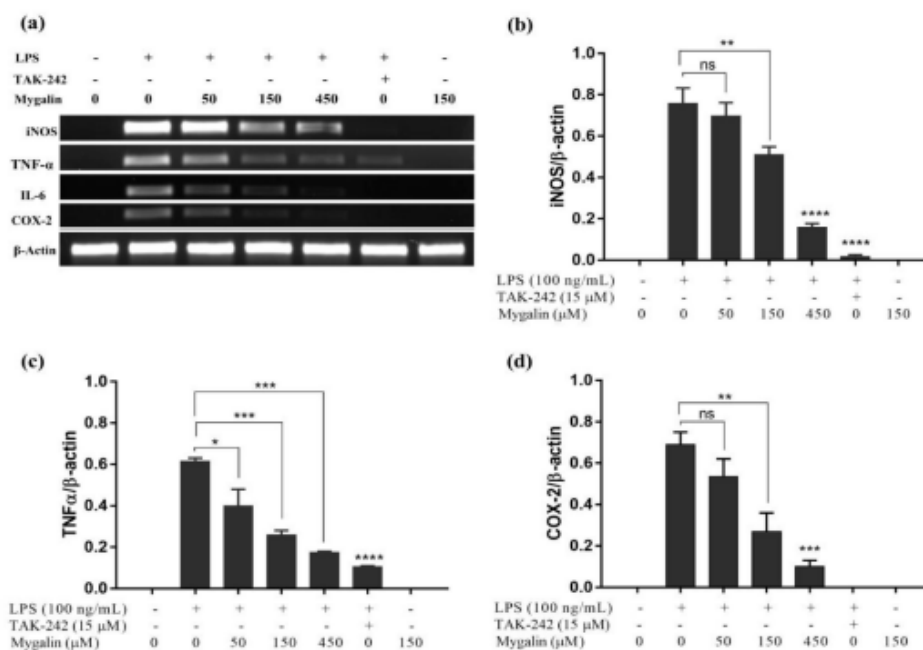 (a)
LPS - + + + + + -
TAK-242 - - - - - + -
Mygalin 0 0 50 150 450 0 150
iNOS
TNF-α
IL-6
COX-2
β-Actin
(b)
**
ns
****
****
iNOS/β-actin
1.0
0.8
0.6
0.4
0.2
0.0
LPS (100 ng/mL) - + + + + + -
TAK-242 (15 μM) - - - - - + -
Mygalin (μM) 0 0 50 150 450 0 150
(c)
***
***
*
****
TNFα/β-actin
1.0
0.8
0.6
0.4
0.2
0.0
LPS (100 ng/mL) - + + + + + -
TAK-242 (15 μM) - - - - - + -
Mygalin (μM) 0 0 50 150 450 0 150
(d)
**
ns
***
COX-2/β-actin
1.0
0.8
0.6
0.4
0.2
0.0
LPS (100 ng/mL) - + + + + + -
TAK-242 (15 μM) - - - - - + -
Mygalin (μM) 0 0 50 150 450 0 150